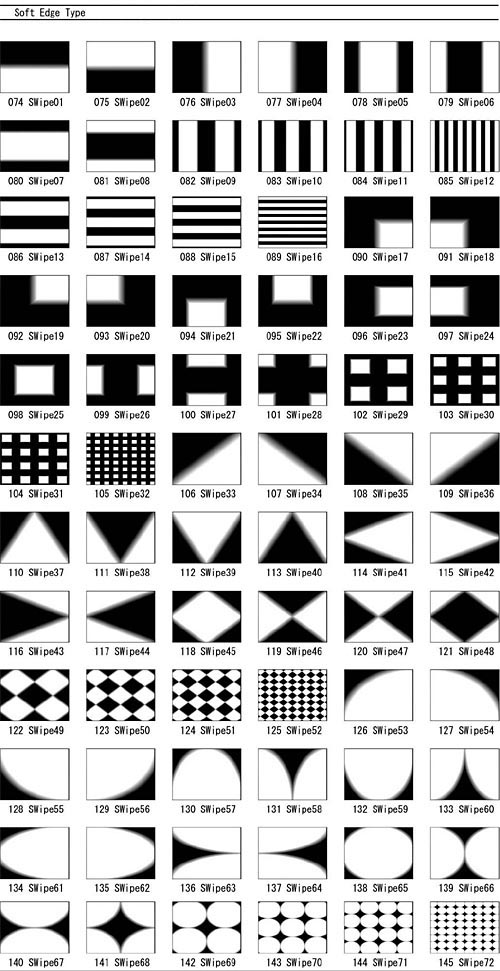 Soft Edge Type
074 SWipe01 075 SWipe02 076 SWipe03 077 SWipe04 078 SWipe05 079 SWipe06
080 SWipe07 081 SWipe08 082 SWipe09 083 SWipe10 084 SWipe11 085 SWipe12
086 SWipe13 087 SWipe14 088 SWipe15 089 SWipe16 090 SWipe17 091 SWipe18
092 SWipe19 093 SWipe20 094 SWipe21 095 SWipe22 096 SWipe23 097 SWipe24
098 SWipe25 099 SWipe26 100 SWipe27 101 SWipe28 102 SWipe29 103 SWipe30
104 SWipe31 105 SWipe32 106 SWipe33 107 SWipe34 108 SWipe35 109 SWipe36
110 SWipe37 111 SWipe38 112 SWipe39 113 SWipe40 114 SWipe41 115 SWipe42
116 SWipe43 117 SWipe44 118 SWipe45 119 SWipe46 120 SWipe47 121 SWipe48
122 SWipe49 123 SWipe50 124 SWipe51 125 SWipe52 126 SWipe53 127 SWipe54
128 SWipe55 129 SWipe56 130 SWipe57 131 SWipe58 132 SWipe59 133 SWipe60
134 SWipe61 135 SWipe62 136 SWipe63 137 SWipe64 138 SWipe65 139 SWipe66
140 SWipe67 141 SWipe68 142 SWipe69 143 SWipe70 144 SWipe71 145 SWipe72